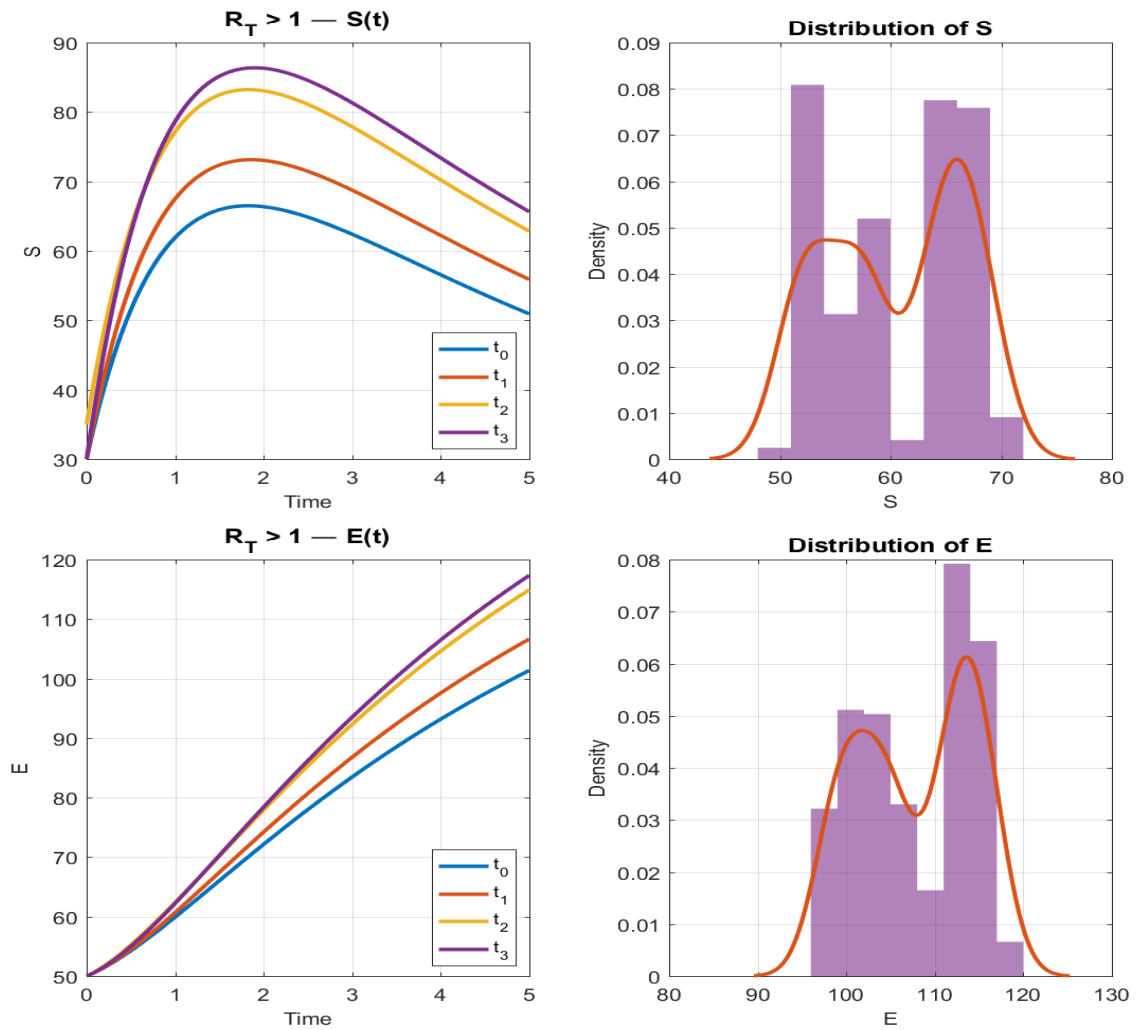 R_T > 1 — S(t)
90
80
70
60
50
40
30
S
0 1 2 3 4 5
Time
t_0
t_1
t_2
t_3
Distribution of S
0.09
0.08
0.07
0.06
0.05
0.04
0.03
0.02
0.01
0
Density
40 50 60 70 80
S
R_T > 1 — E(t)
120
110
100
90
80
70
60
50
E
0 1 2 3 4 5
Time
t_0
t_1
t_2
t_3
Distribution of E
0.08
0.07
0.06
0.05
0.04
0.03
0.02
0.01
0
Density
80 90 100 110 120 130
E